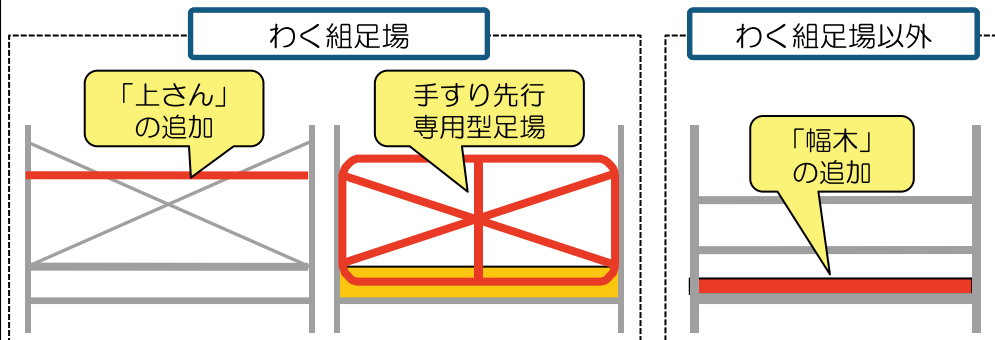 わく組足場
わく組足場以外
「上さん」
の追加
手すり先行
専用型足場
「幅木」
の追加